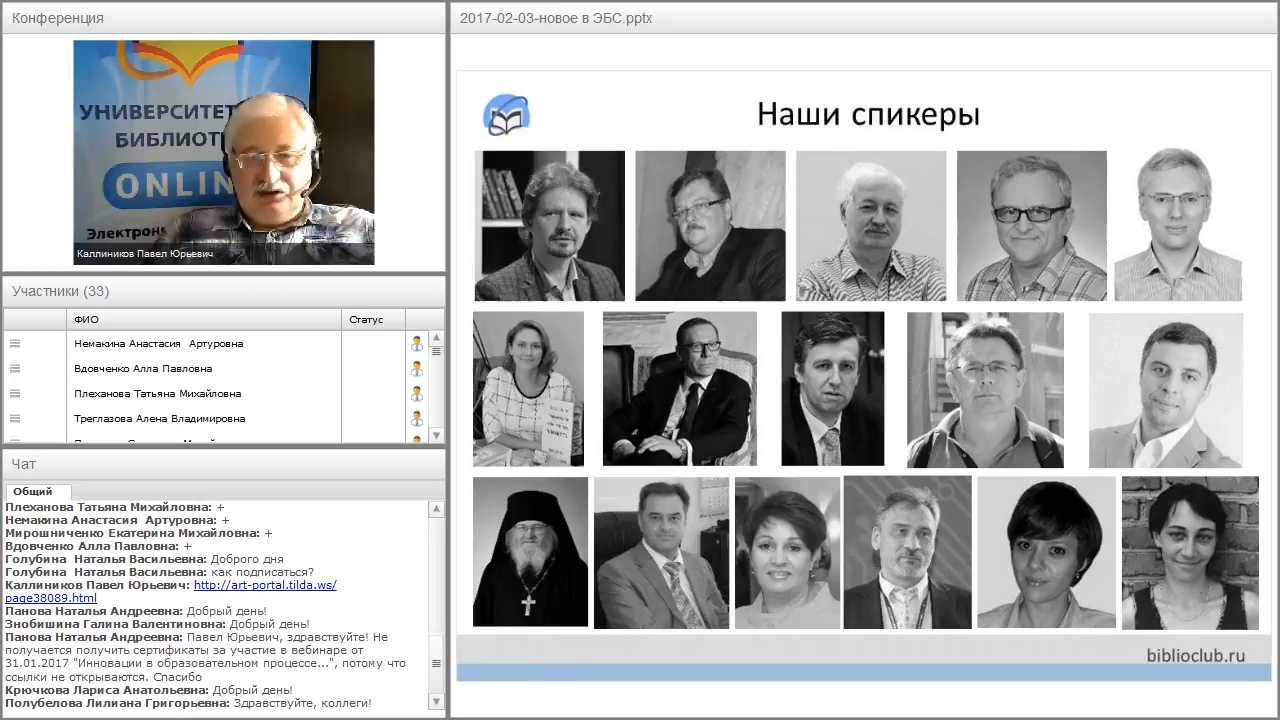 Конференция
УНИВЕРСИТЕТ
БИБЛИОТ
ONLIN
Электрон
Каллиников Павел Юрьевич
Участники (33)
ФИО Статус
Немакина Анастасия Артуровна
Вдовченко Алла Павловна
Плеханова Татьяна Михайловна
Треглазова Алена Владимировна
Чат
Общий
Плеханова Татьяна Михайловна: +
Немакина Анастасия Артуровна: +
Мирошниченко Екатерина Михайловна: +
Вдовченко Алла Павловна: +
Голубина Наталья Васильевна: Доброго дня
Голубина Наталья Васильевна: как подписаться?
Каллиников Павел Юрьевич: http://art-portal.tilda.ws/
page38089.html
Панова Наталья Андреевна: Добрый день!
Знобишина Галина Валентиновна: Добрый день!
Панова Наталья Андреевна: Павел Юрьевич, здравствуйте! Не
получается получить сертификаты за участие в вебинаре от
31.01.2017 "Инновации в образовательном процессе...", потому что
ссылки не открываются. Спасибо
Крючкова Лариса Анатольевна: Добрый день!
Полубелова Лилиана Григорьевна: Здравствуйте, коллеги!
2017-02-03-новое в ЭБС.pptx
Наши спикеры
biblioclub.ru